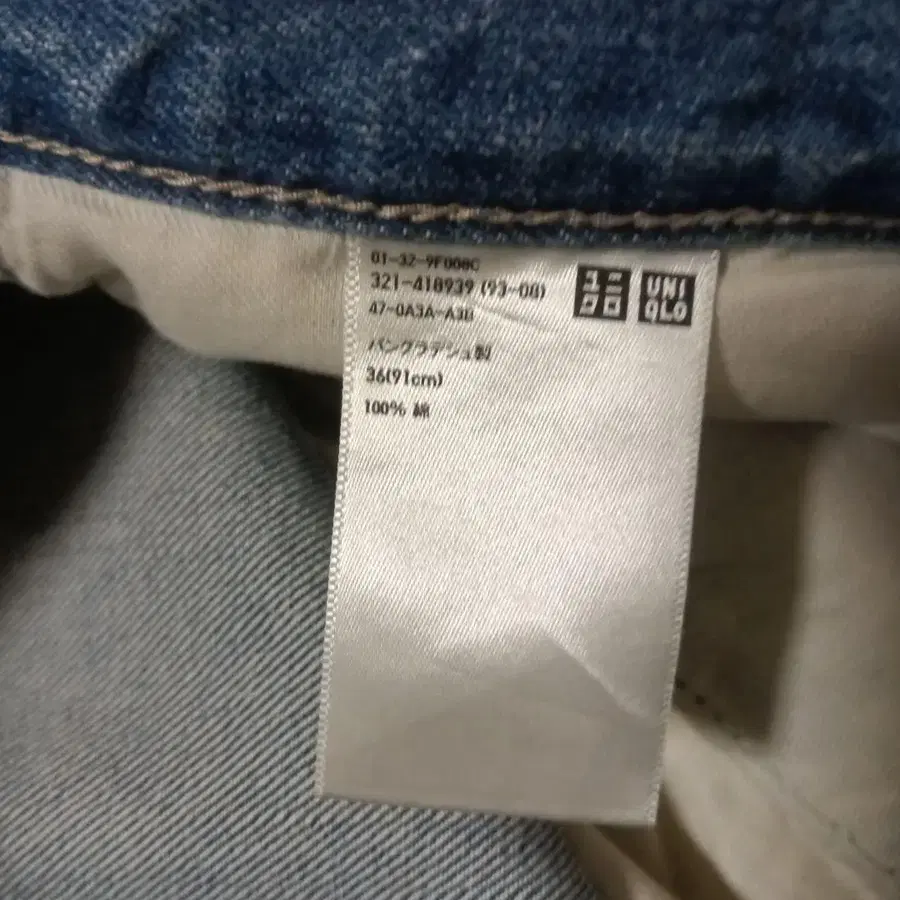 01-32-9F008C
321-418939 (93-08)
47-0A3A-A3B
バングラデシュ製
36(91cm)
100% 綿
ユニ
クロ
UNI
QLO